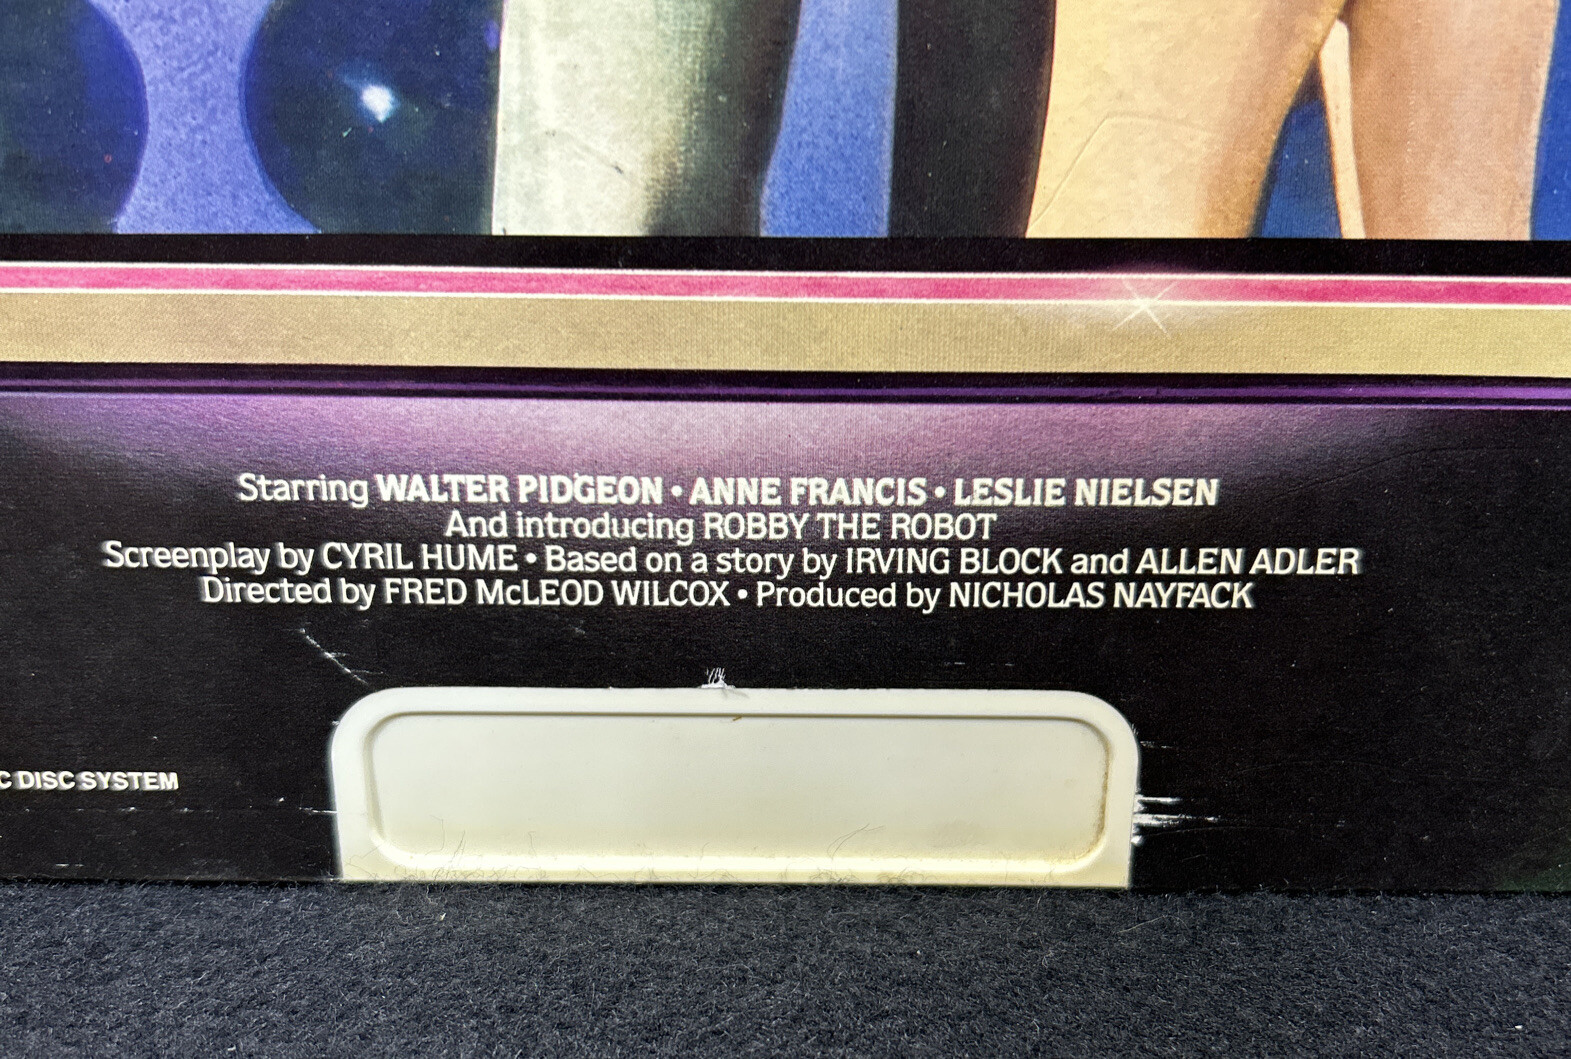 Starring WALTER PIDGEON • ANNE FRANCIS • LESLIE NIELSEN
And introducing ROBBY THE ROBOT
Screenplay by CYRIL HUME • Based on a story by IRVING BLOCK and ALLEN ADLER
Directed by FRED McLEOD WILCOX • Produced by NICHOLAS NAYFACK
C DISC SYSTEM